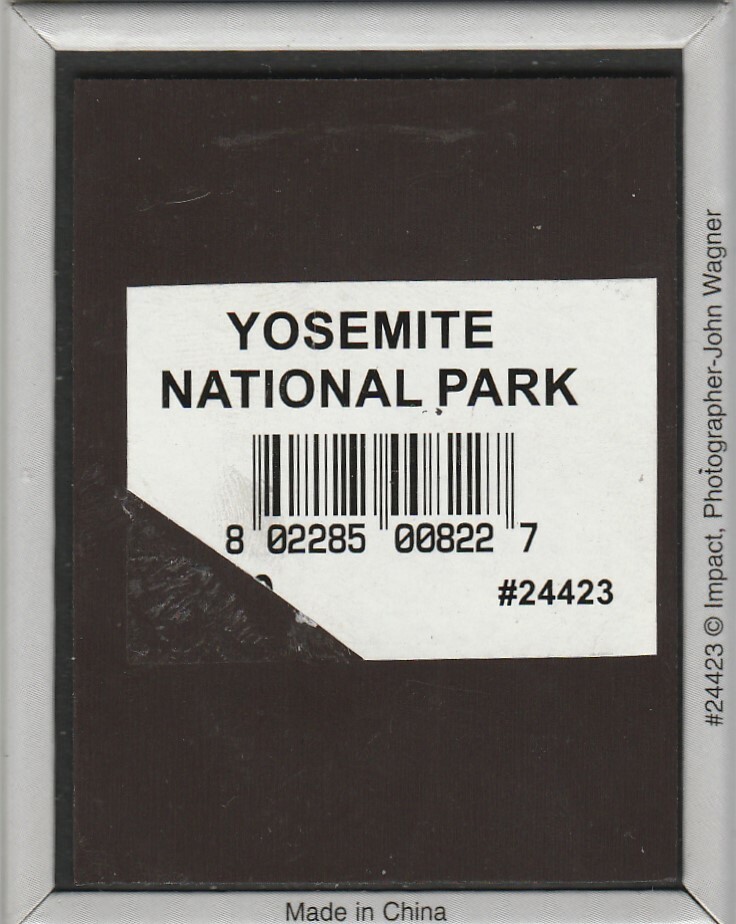 YOSEMITE
NATIONAL PARK
8 02285 00822 7
#24423
#24423 © Impact, Photographer-John Wagner
Made in China